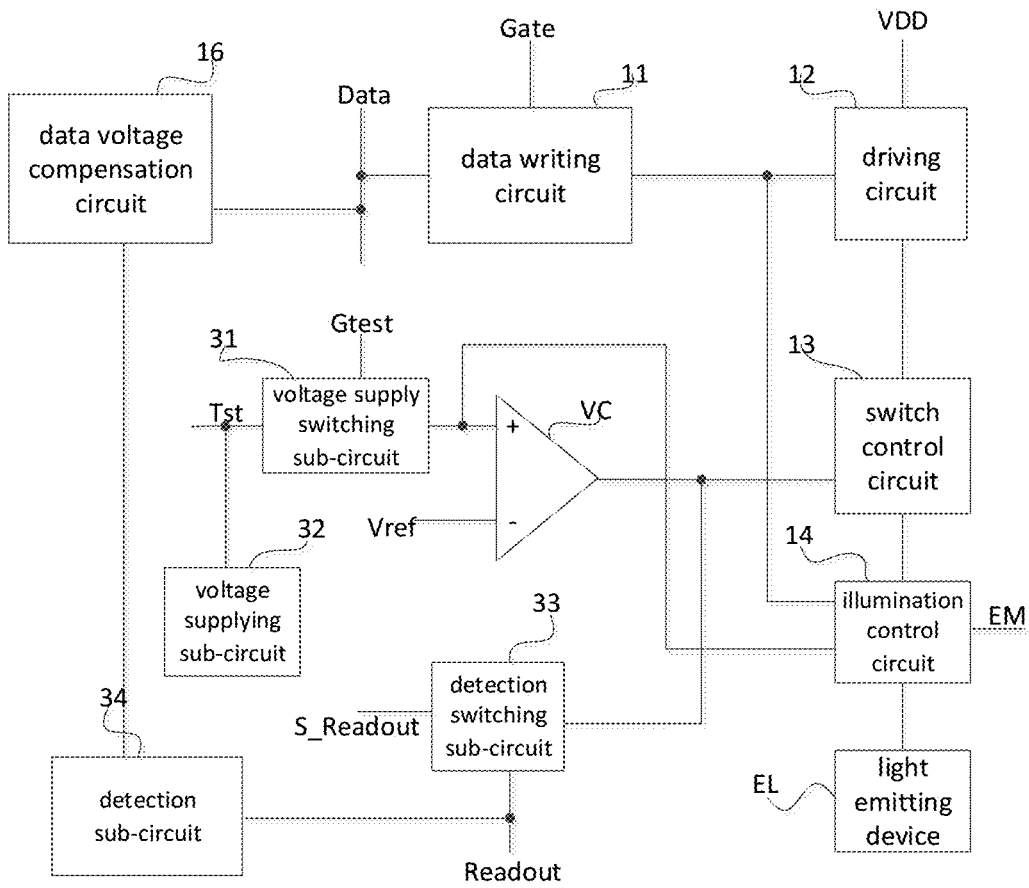 Gate
VDD
16
11
12
Data
data voltage
compensation
circuit
data writing
circuit
driving
circuit
Gtest
31
13
voltage supply
switching
sub-circuit
Tst
+
VC
switch
control
circuit
Vref
-
32
14
voltage
supplying
sub-circuit
illumination
control
circuit
EM
33
34
detection
switching
sub-circuit
S_Readout
detection
sub-circuit
EL
light
emitting
device
Readout